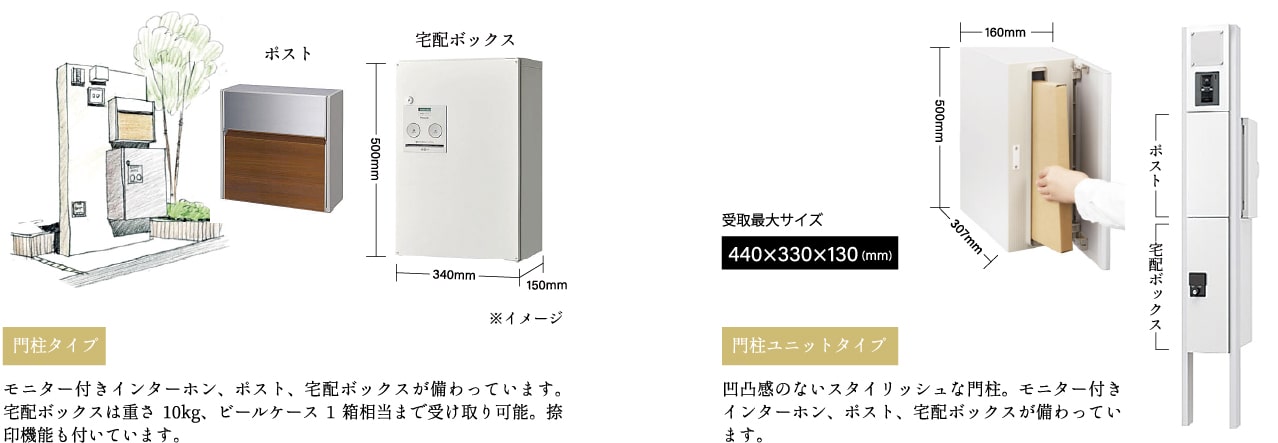 ポスト
宅配ボックス
500mm
340mm
150mm
※イメージ
門柱タイプ
モニター付きインターホン、ポスト、宅配ボックスが備わっています。
宅配ボックスは重さ 10kg、ビールケース 1 箱相当まで受け取り可能。捺
印機能も付いています。
160mm
500mm
307mm
受取最大サイズ
440×330×130(mm)
ポスト
宅配ボックス
門柱ユニットタイプ
凹凸感のないスタイリッシュな門柱。モニター付き
インターホン、ポスト、宅配ボックスが備わってい
ます。